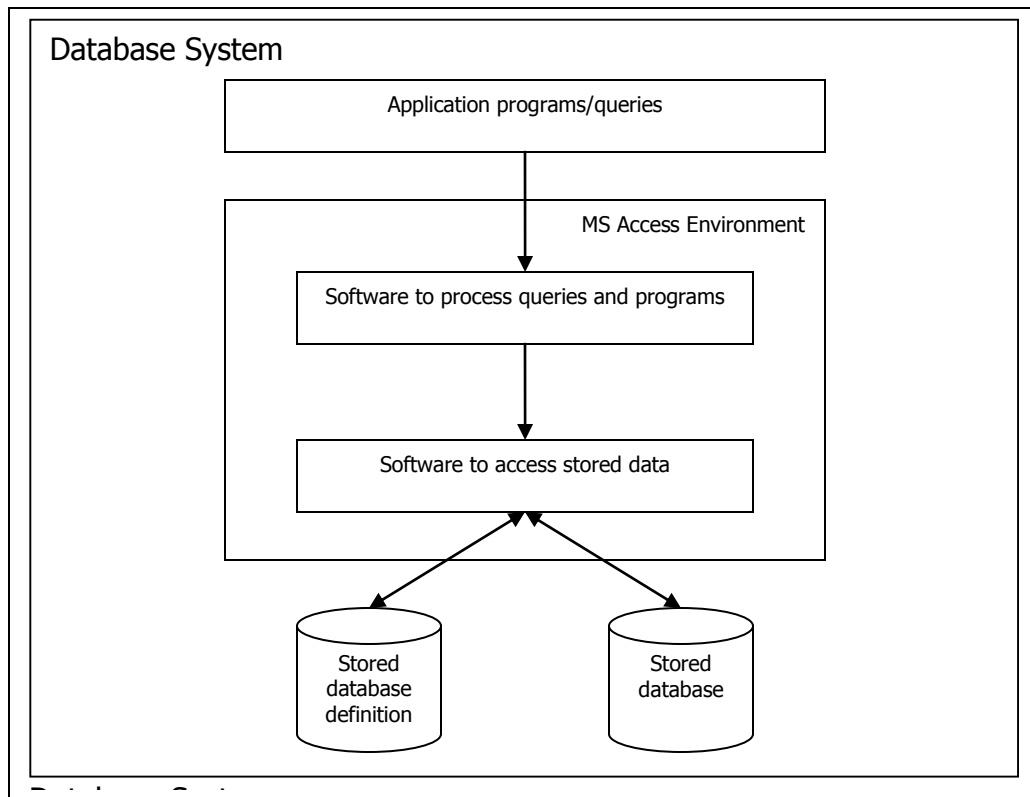 Database System
Application programs/queries
MS Access Environment
Software to process queries and programs
Software to access stored data
Stored
database
definition
Stored
database